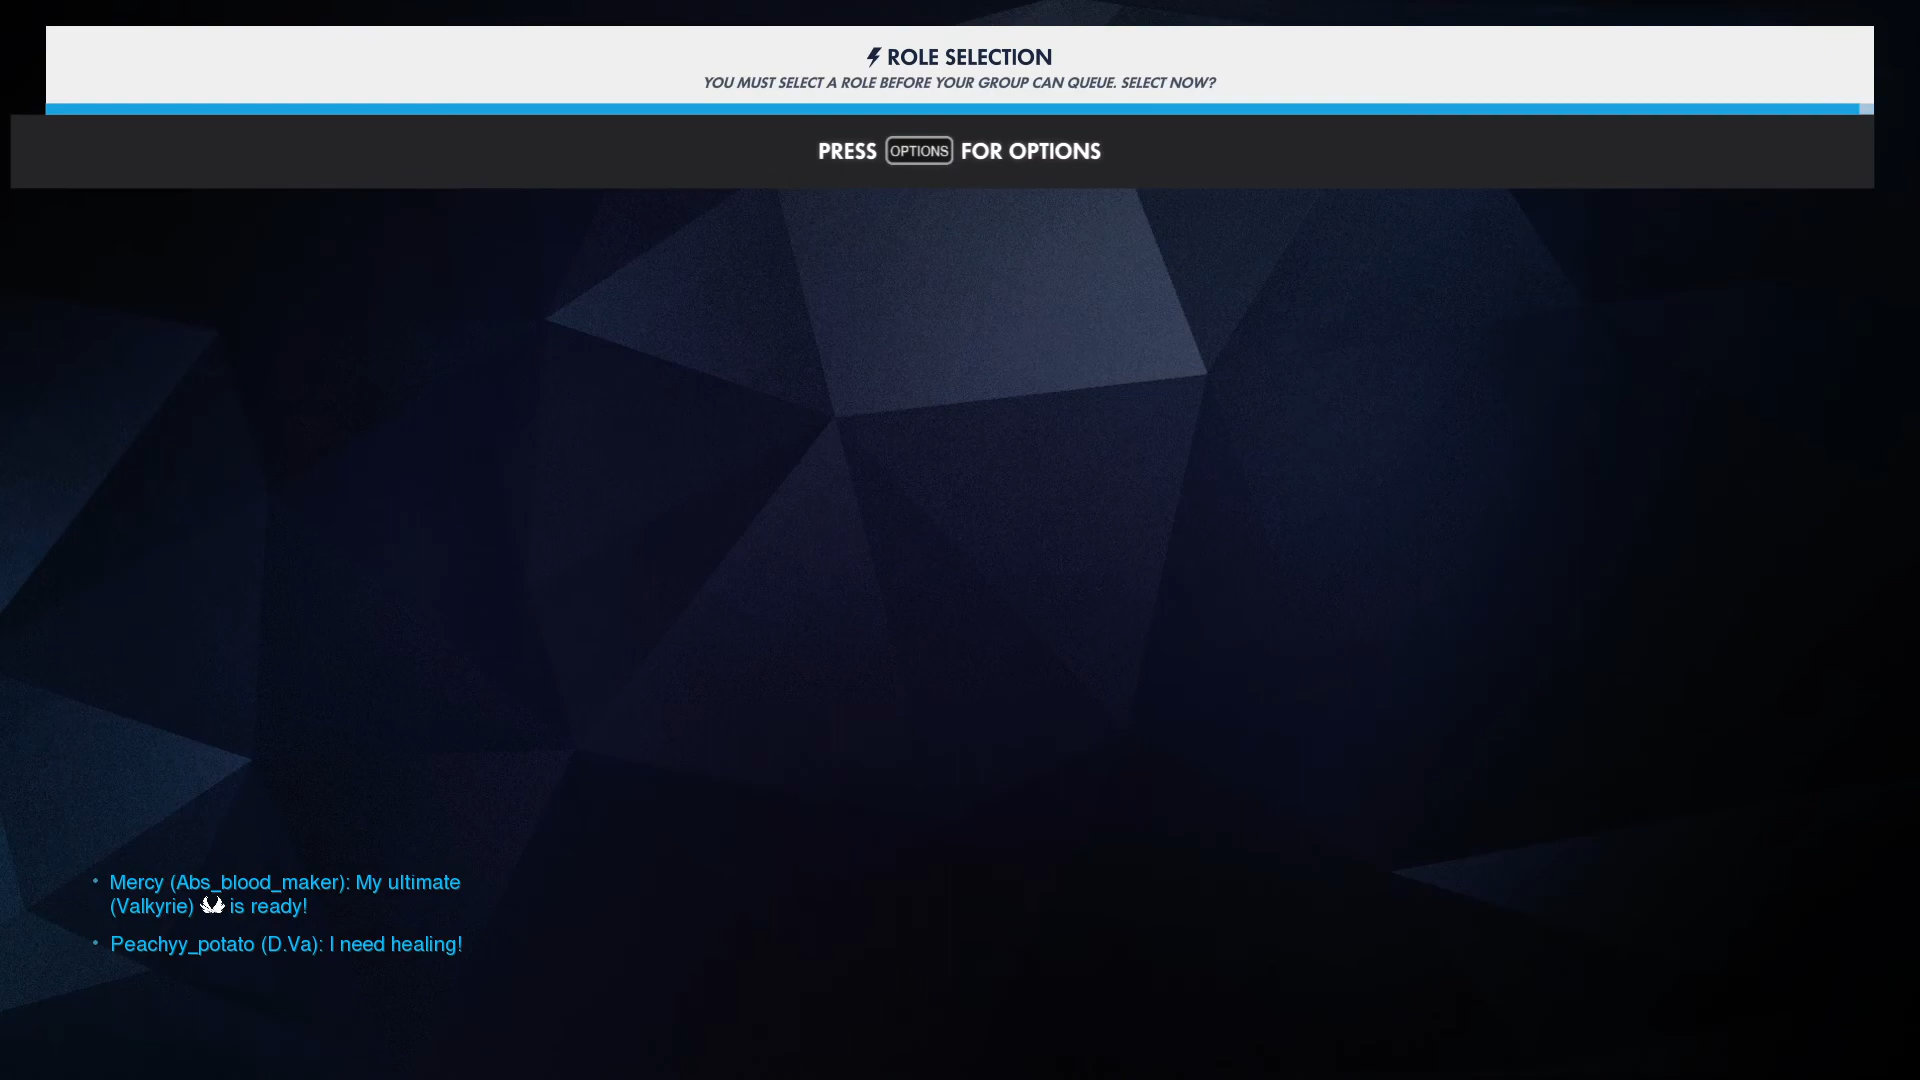 ROLE SELECTION
YOU MUST SELECT A ROLE BEFORE YOUR GROUP CAN QUEUE. SELECT NOW?
PRESS OPTIONS FOR OPTIONS
Mercy (Abs_blood_maker): My ultimate
(Valkyrie) is ready!
Peachyy_potato (D.Va): I need healing!